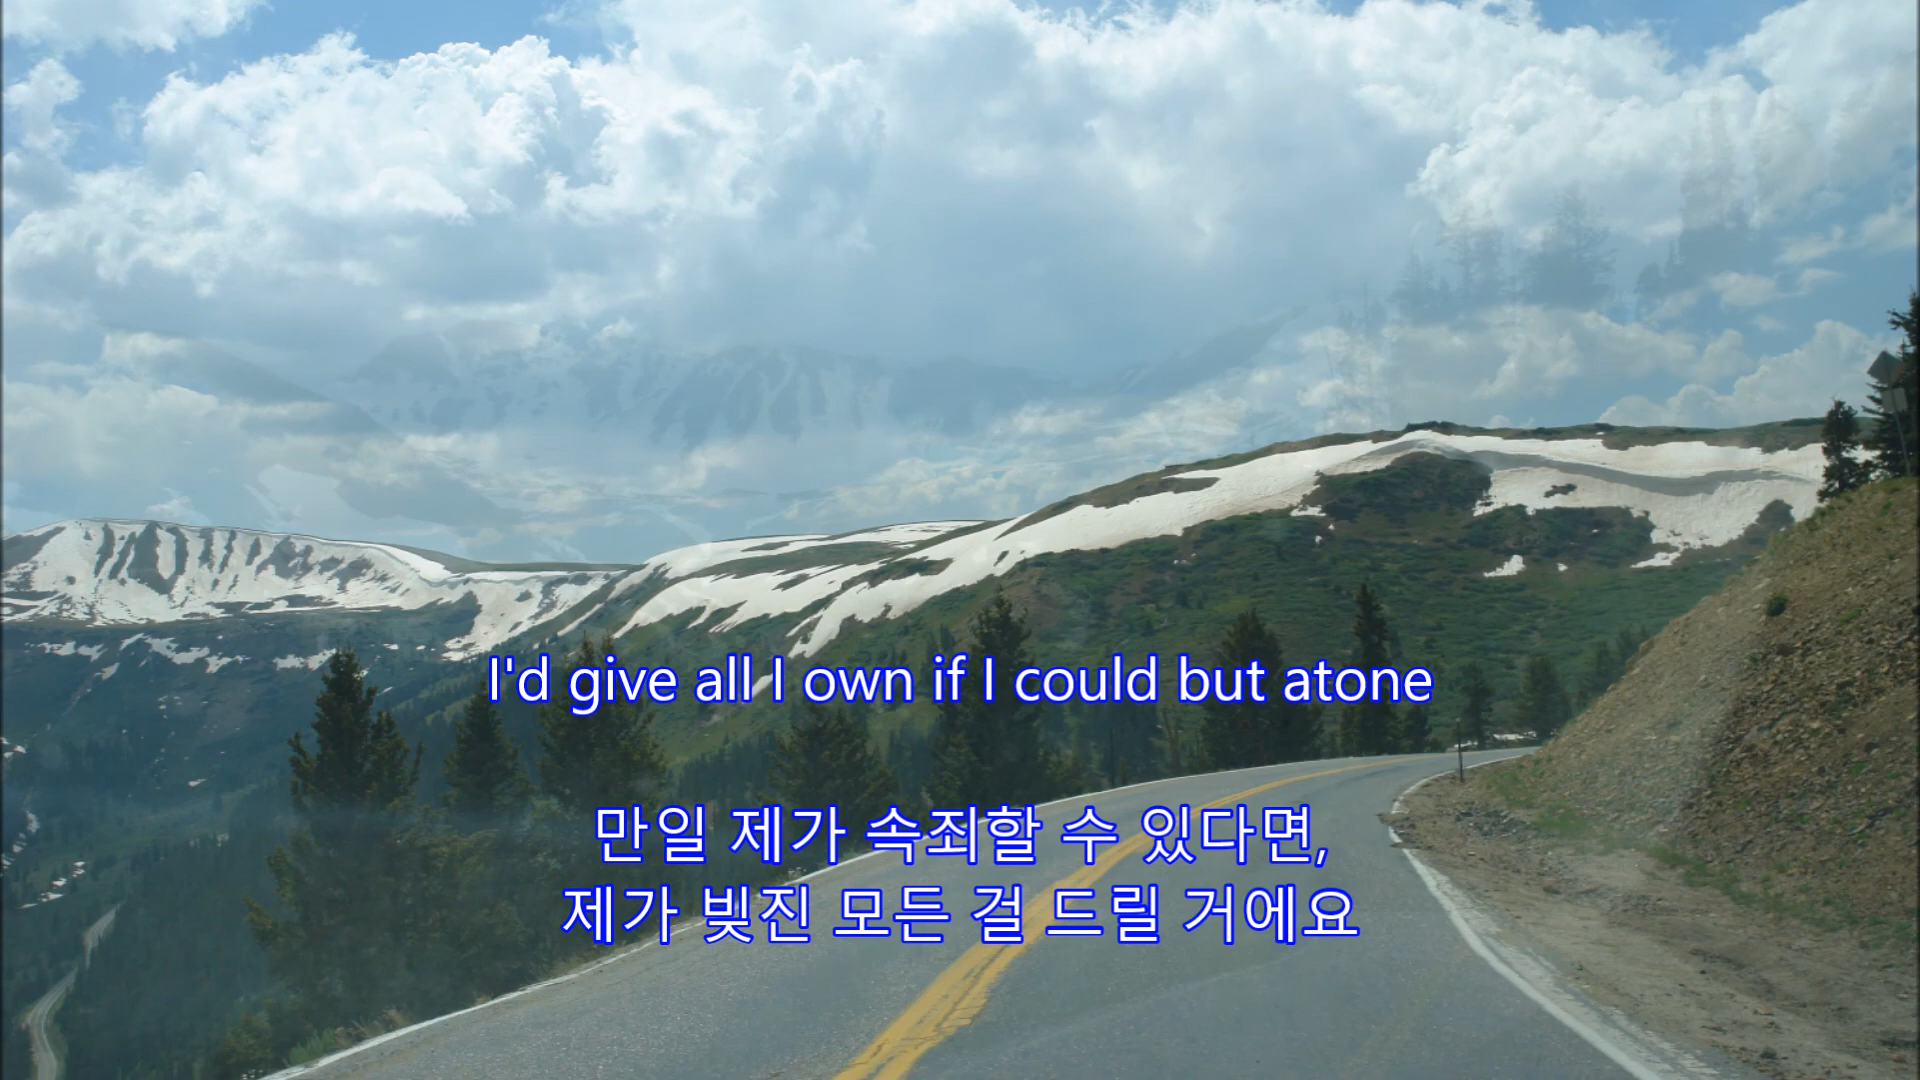 I'd give all I own if I could but atone
만일 제가 속죄할 수 있다면,
제가 빚진 모든 걸 드릴 거에요